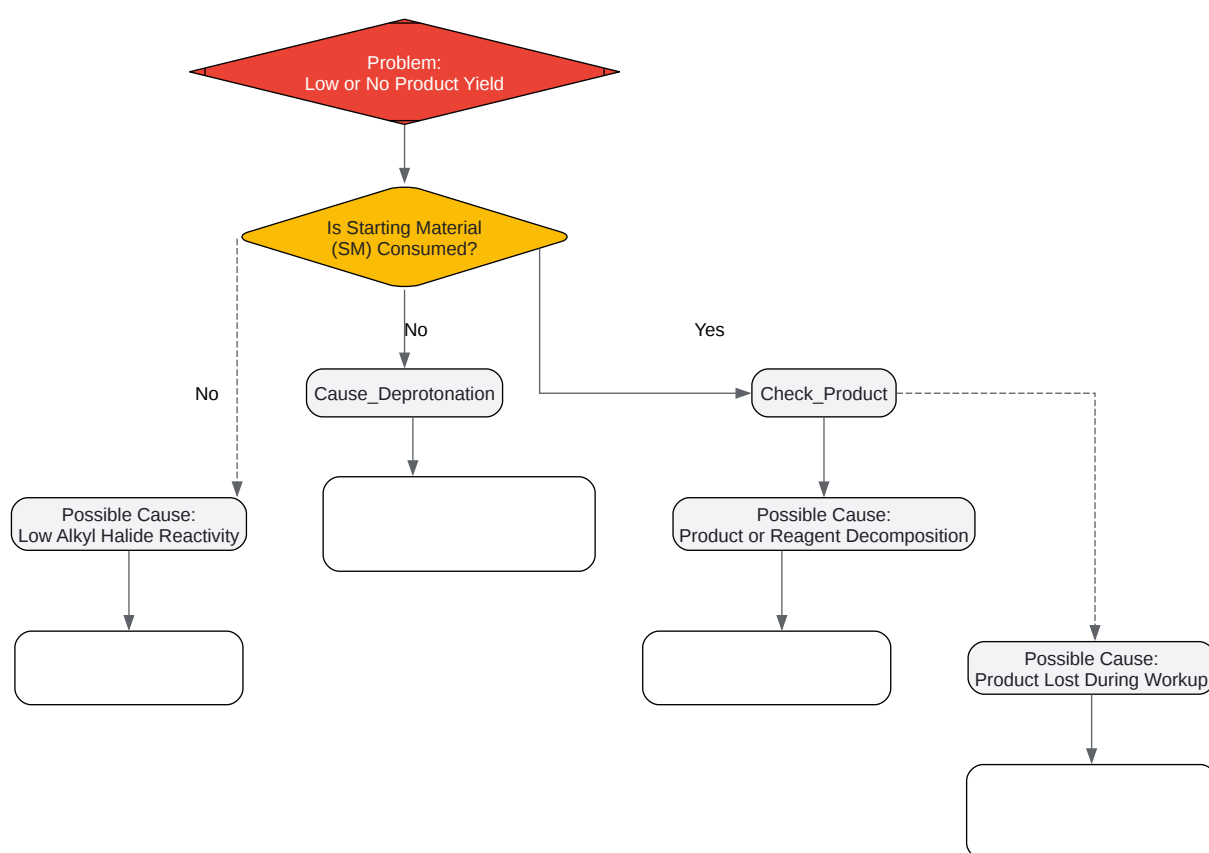 Problem:
Low or No Product Yield
Is Starting Material
(SM) Consumed?
No
Yes
No
Cause_Deprotonation
Check_Product
Possible Cause:
Low Alkyl Halide Reactivity
Possible Cause:
Product or Reagent Decomposition
Possible Cause:
Product Lost During Workup